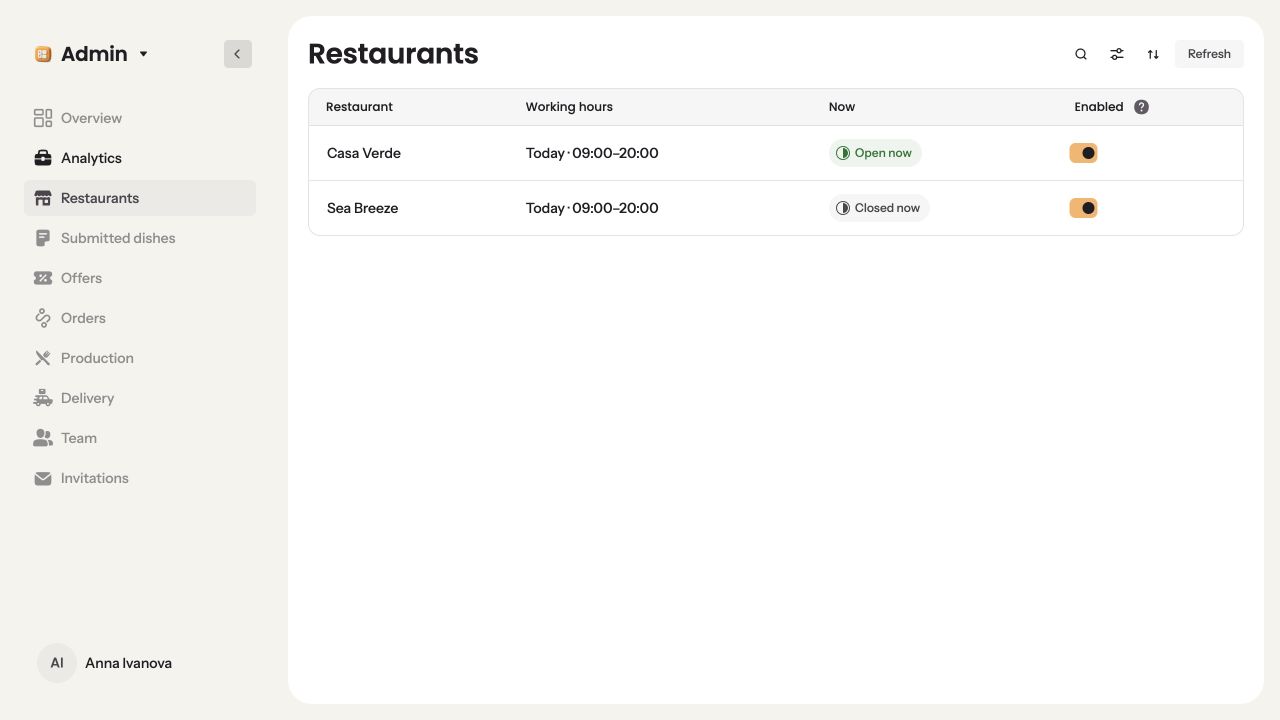 Admin
Overview
Analytics
Restaurants
Submitted dishes
Offers
Orders
Production
Delivery
Team
Invitations
AI Anna Ivanova
Restaurants
Refresh
Restaurant Working hours Now Enabled ?
Casa Verde Today · 09:00–20:00 Open now
Sea Breeze Today · 09:00–20:00 Closed now